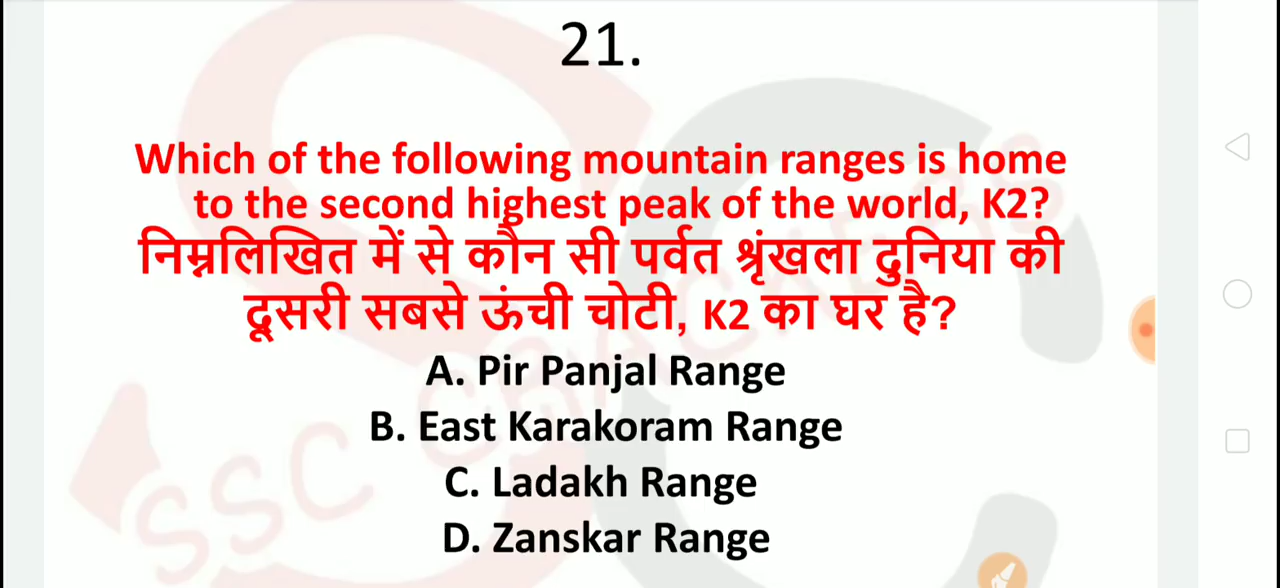 21.
Which of the following mountain ranges is home
to the second highest peak of the world, K2?
निम्नलिखित में से कौन सी पर्वत श्रृंखला दुनिया की
दूसरी सबसे ऊंची चोटी, K2 का घर है?
A. Pir Panjal Range
B. East Karakoram Range
C. Ladakh Range
D. Zanskar Range
SSC